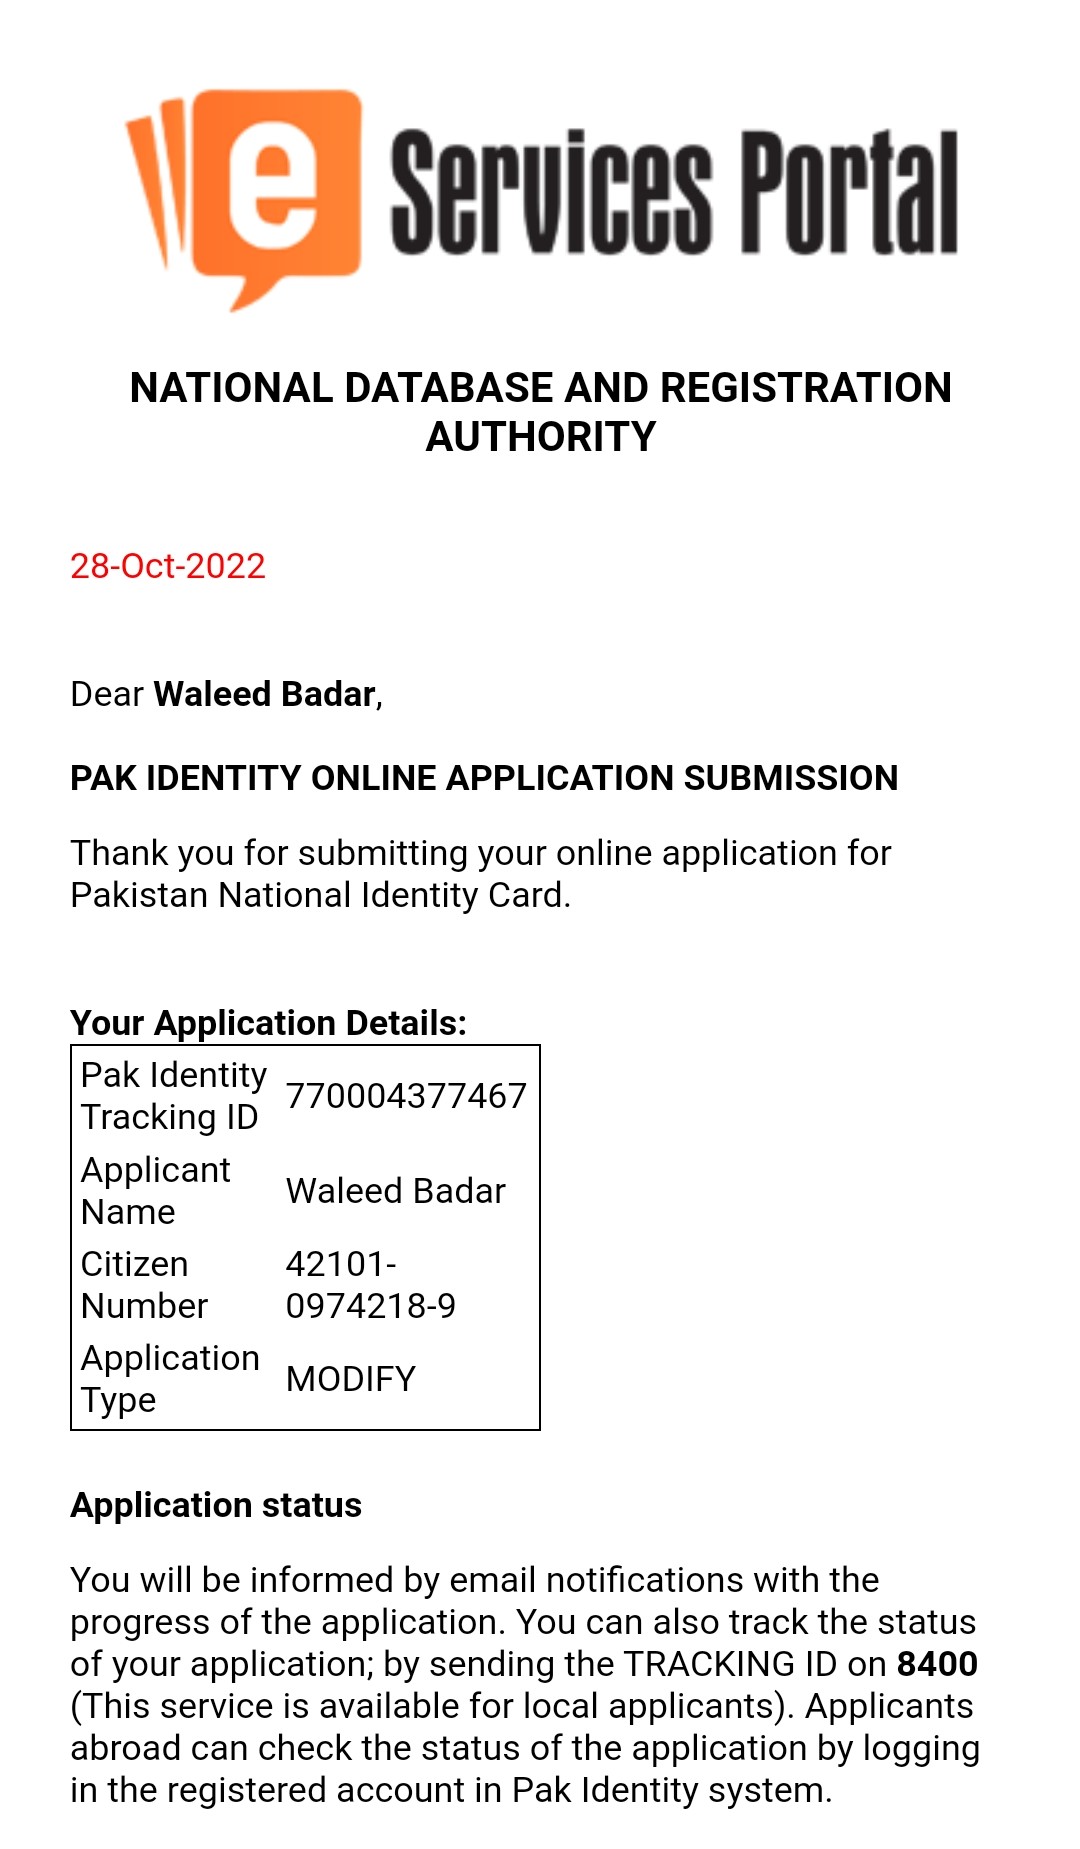 e Services Portal
NATIONAL DATABASE AND REGISTRATION
AUTHORITY
28-Oct-2022
Dear Waleed Badar,
PAK IDENTITY ONLINE APPLICATION SUBMISSION
Thank you for submitting your online application for
Pakistan National Identity Card.
Your Application Details:
Pak Identity
Tracking ID
770004377467
Applicant
Name
Waleed Badar
Citizen
Number
42101-
0974218-9
Application
Type
MODIFY
Application status
You will be informed by email notifications with the
progress of the application. You can also track the status
of your application; by sending the TRACKING ID on 8400
(This service is available for local applicants). Applicants
abroad can check the status of the application by logging
in the registered account in Pak Identity system.